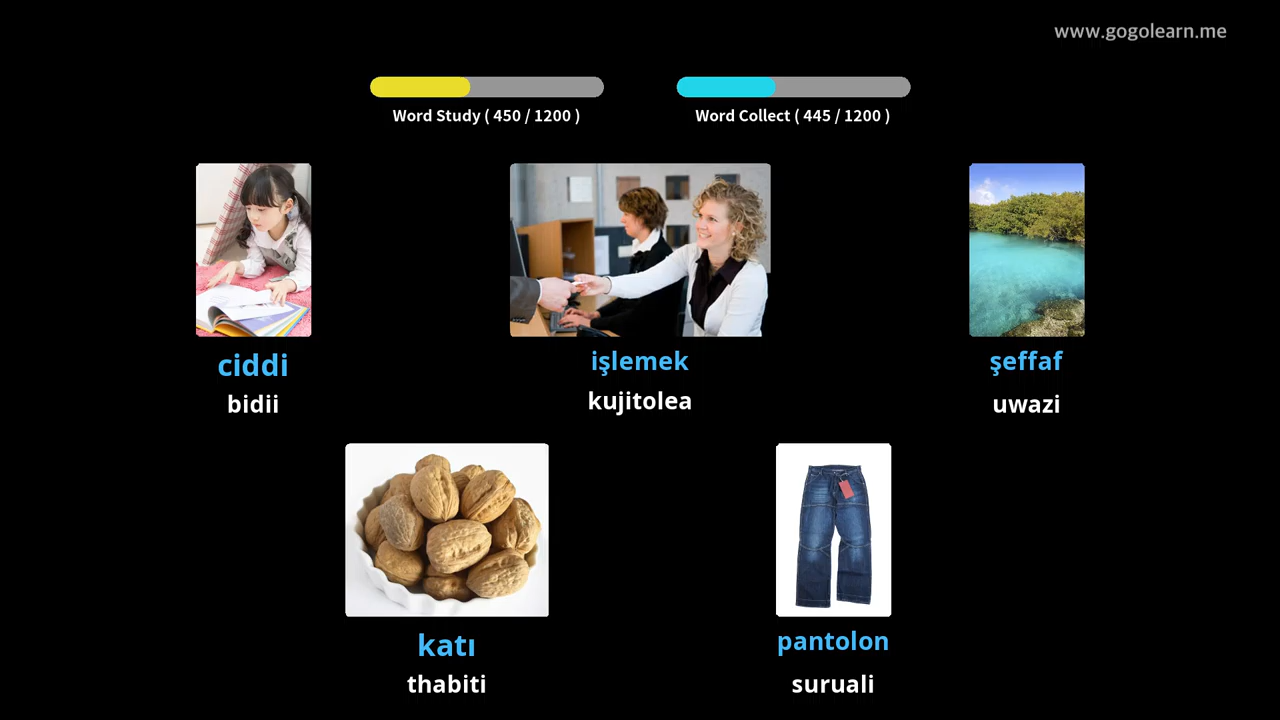 www.gogolearn.me
Word Study ( 450 / 1200 )
Word Collect ( 445 / 1200 )
ciddi
bidii
işlemek
kujitolea
şeffaf
uwazi
katı
thabiti
pantolon
suruali